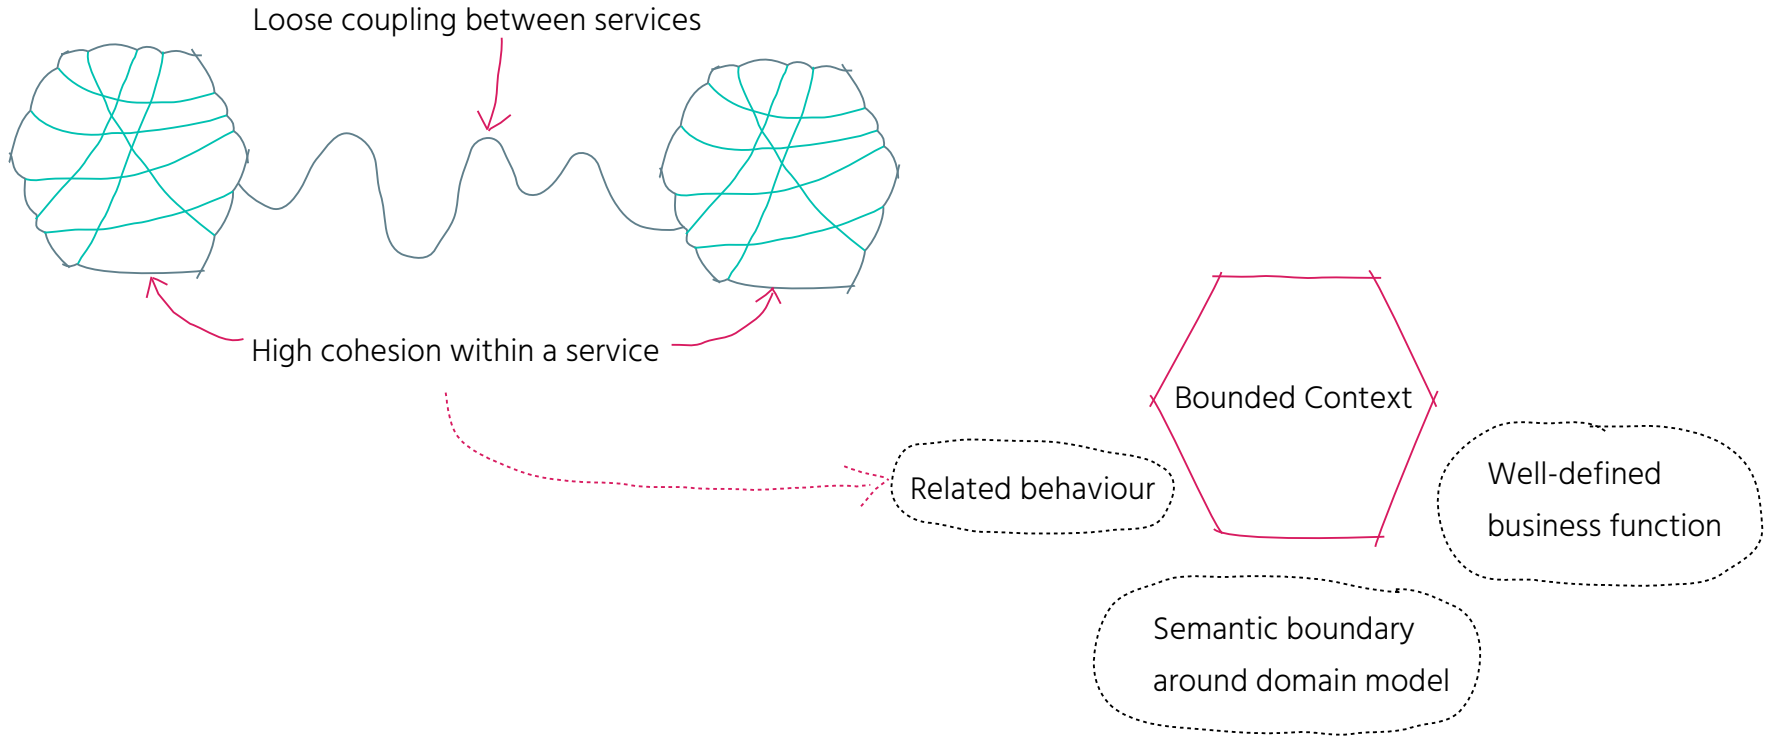 Loose coupling between services
High cohesion within a service
Bounded Context
Related behaviour
Well-defined
business function
Semantic boundary
around domain model